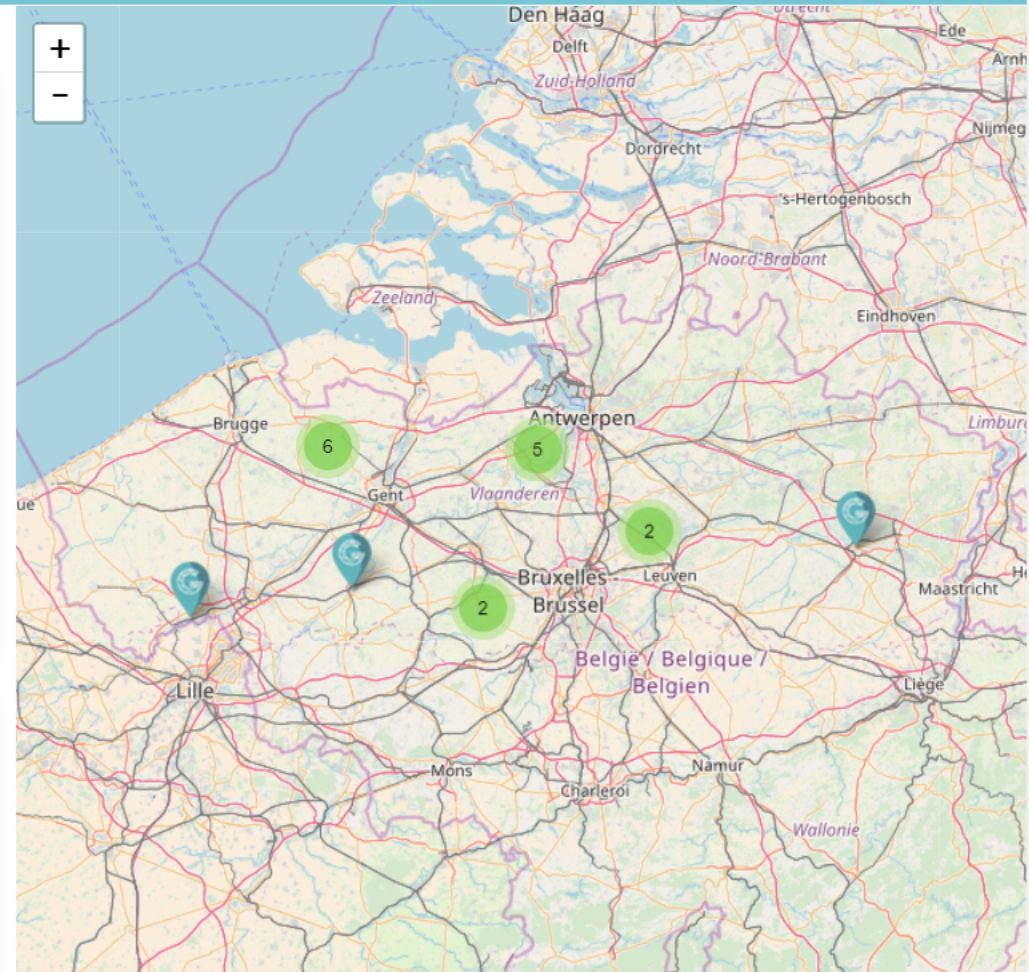 Den Haag
Utrecht
+
Delft
Ede
Arnh
Zuid-Holland
−
Nijmeg
Dordrecht
's-Hertogenbosch
Noord-Brabant
Zeeland
Eindhoven
Antwerpen
Brugge
Limburg
6
5
Gent
Vlaanderen
ue
2
Bruxelles -
Brussel
Leuven
Maastricht
2
België / Belgique /
Belgien
Lille
Liège
Namur
Mons
Charleroi
Wallonie